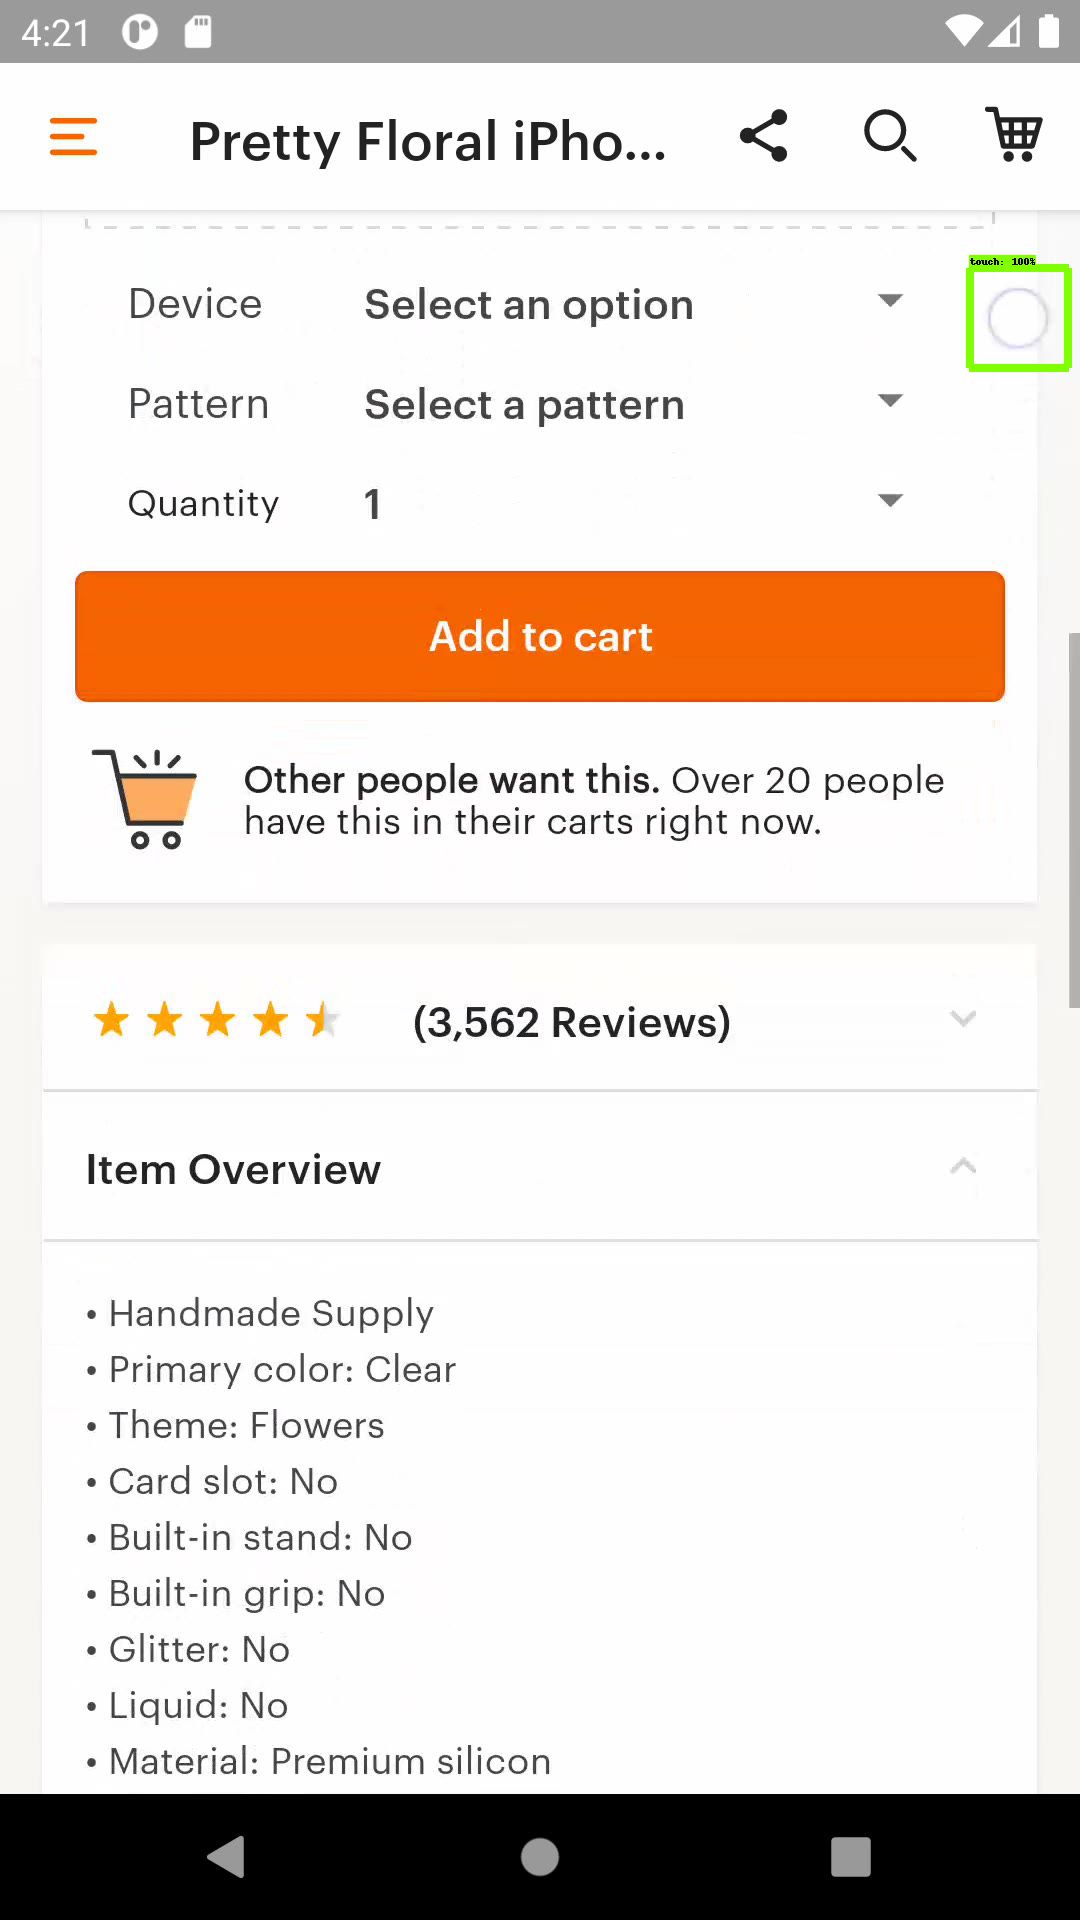 4:21
Pretty Floral iPho...
touch: 100%
Device Select an option
Pattern Select a pattern
Quantity 1
Add to cart
Other people want this. Over 20 people
have this in their carts right now.
(3,562 Reviews)
Item Overview
• Handmade Supply
• Primary color: Clear
• Theme: Flowers
• Card slot: No
• Built-in stand: No
• Built-in grip: No
• Glitter: No
• Liquid: No
• Material: Premium silicon